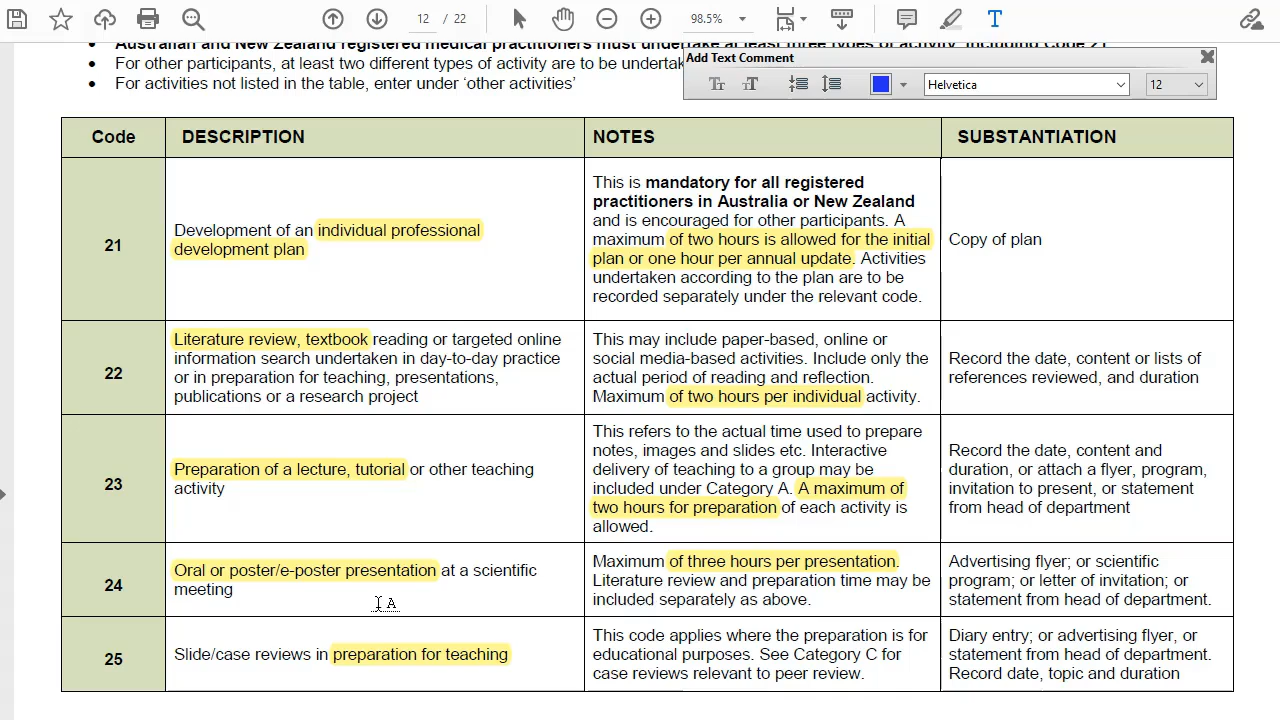 12 / 22
98.5%
Australian and New Zealand registered medical practitioners must undertake at least three types of activity, including Code 21
• For other participants, at least two different types of activity are to be
• For activities not listed in the table, enter under ‘other activities’
Add Text Comment
Helvetica
12
Code DESCRIPTION NOTES SUBSTANTIATION
21
Development of an individual professional
development plan
This is mandatory for all registered
practitioners in Australia or New Zealand
and is encouraged for other participants. A
maximum of two hours is allowed for the initial
plan or one hour per annual update. Activities
undertaken according to the plan are to be
recorded separately under the relevant code.
Copy of plan
22
Literature review, textbook reading or targeted online
information search undertaken in day-to-day practice
or in preparation for teaching, presentations,
publications or a research project
This may include paper-based, online or
social media-based activities. Include only the
actual period of reading and reflection.
Maximum of two hours per individual activity.
Record the date, content or lists of
references reviewed, and duration
23
Preparation of a lecture, tutorial or other teaching
activity
This refers to the actual time used to prepare
notes, images and slides etc. Interactive
delivery of teaching to a group may be
included under Category A. A maximum of
two hours for preparation of each activity is
allowed.
Record the date, content and
duration, or attach a flyer, program,
invitation to present, or statement
from head of department
24
Oral or poster/e-poster presentation at a scientific
meeting
Maximum of three hours per presentation.
Literature review and preparation time may be
included separately as above.
Advertising flyer; or scientific
program; or letter of invitation; or
statement from head of department.
25
Slide/case reviews in preparation for teaching
This code applies where the preparation is for
educational purposes. See Category C for
case reviews relevant to peer review.
Diary entry; or advertising flyer, or
statement from head of department.
Record date, topic and duration